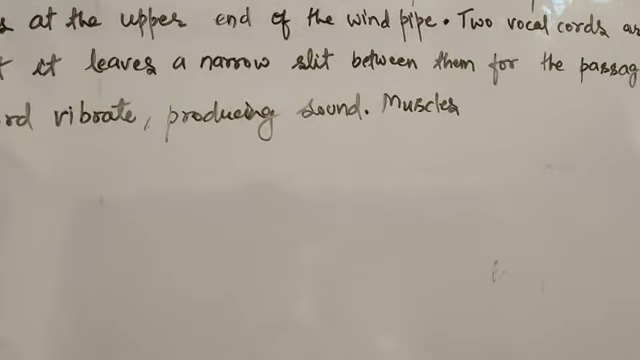 at the upper end of the wind pipe. Two vocal cords
it leaves a narrow slit between them for the
vibrate, producing sound. Muscles